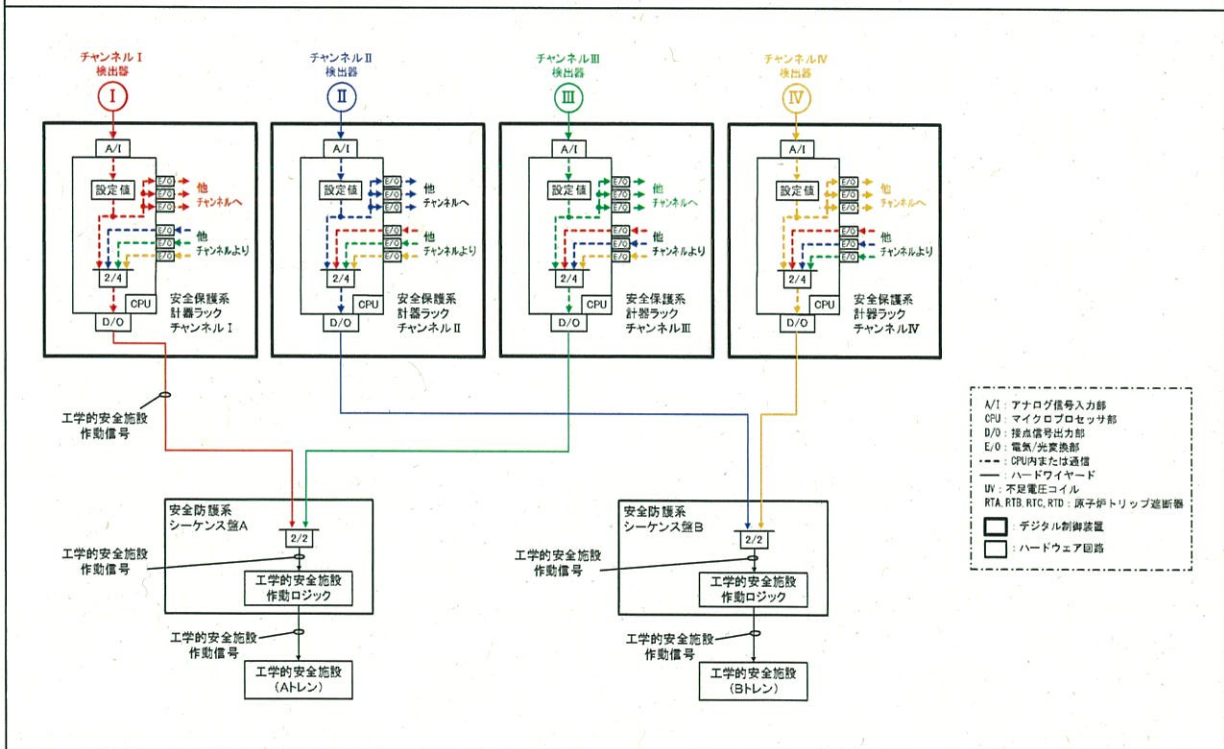 チャンネルⅠ
検出器
Ⅰ
A/I
設定値
E/O
E/O
E/O
他
チャンネルへ
E/O
E/O
E/O
他
チャンネルより
2/4
CPU
D/O
安全保護系
計器ラック
チャンネルⅠ
チャンネルⅡ
検出器
Ⅱ
A/I
設定値
E/O
E/O
E/O
他
チャンネルへ
E/O
E/O
E/O
他
チャンネルより
2/4
CPU
D/O
安全保護系
計器ラック
チャンネルⅡ
チャンネルⅢ
検出器
Ⅲ
A/I
設定値
E/O
E/O
E/O
他
チャンネルへ
E/O
E/O
E/O
他
チャンネルより
2/4
CPU
D/O
安全保護系
計器ラック
チャンネルⅢ
チャンネルⅣ
検出器
Ⅳ
A/I
設定値
E/O
E/O
E/O
他
チャンネルへ
E/O
E/O
E/O
他
チャンネルより
2/4
CPU
D/O
安全保護系
計器ラック
チャンネルⅣ
工学的安全施設
作動信号
安全防護系
シーケンス盤A
2/2
工学的安全施設
作動信号
工学的安全施設
作動ロジック
工学的安全施設
作動信号
工学的安全施設
(Aトレン)
安全防護系
シーケンス盤B
2/2
工学的安全施設
作動信号
工学的安全施設
作動ロジック
工学的安全施設
作動信号
工学的安全施設
(Bトレン)
A/I：アナログ信号入力部
CPU：マイクロプロセッサ部
D/O：接点信号出力部
E/O：電気/光変換部
：CPU内または通信
：ハードワイヤード
UV：不足電圧コイル
RTA,RTB,RTC,RTD：原子炉トリップ遮断器
：デジタル制御装置
：ハードウェア回路